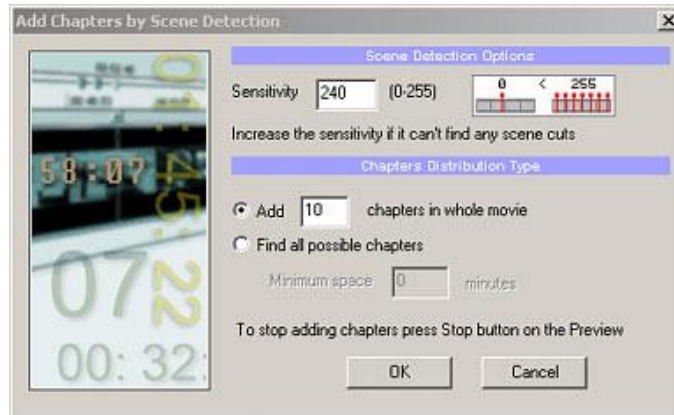 Add Chapters by Scene Detection
Scene Detection Options
Sensitivity 240 (0-255)
0 < 255
Increase the sensitivity if it can't find any scene cuts
Chapters Distribution Type
Add 10 chapters in whole movie
Find all possible chapters
Minimum space 0 minutes
To stop adding chapters press Stop button on the Preview
OK Cancel
58:07
01:45:22
07
00:32: